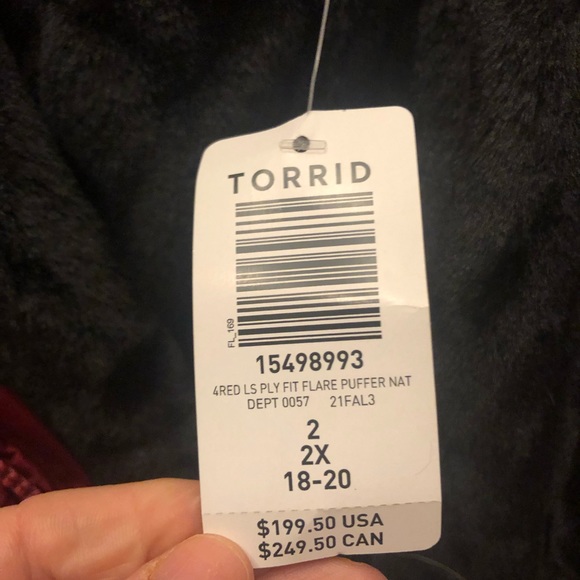 TORRID
FL_169
15498993
4RED LS PLY FIT FLARE PUFFER NAT
DEPT 0057 21FAL3
2
2X
18-20
$199.50 USA
$249.50 CAN